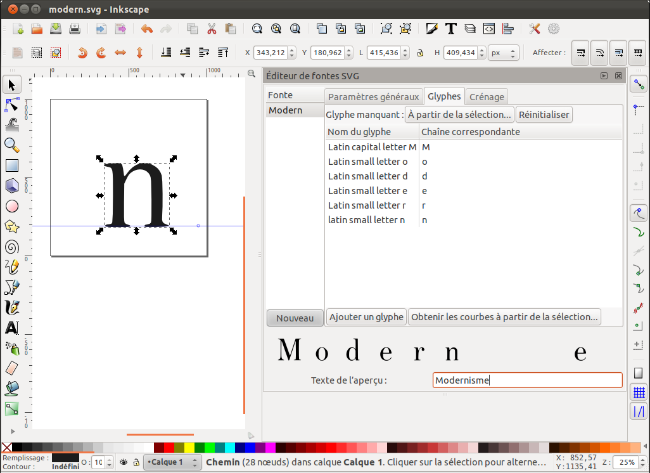 modern.svg - Inkscape
X 343,212 Y 180,962 L 415,436 H 409,434 px Affecter :
0 500 1000
Éditeur de fontes SVG
Fonte
Modern
Paramètres généraux Glyphes Crénage
Glyphe manquant : À partir de la sélection... Réinitialiser
Nom du glyphe Chaîne correspondante
Latin capital letter M M
Latin small letter o o
Latin small letter d d
Latin small letter e e
Latin small letter r r
latin small letter n n
n
Nouveau Ajouter un glyphe Obtenir les courbes à partir de la sélection...
M o d e r n e
Texte de l'aperçu : Modernisme
Remplissage : O: 10 •Calque 1 Chemin (28 nœuds) dans calque Calque 1. Cliquer sur la sélection pour alterne... X: 852,57 Z: 25%
Contour : Indéfini Y: 1135,41